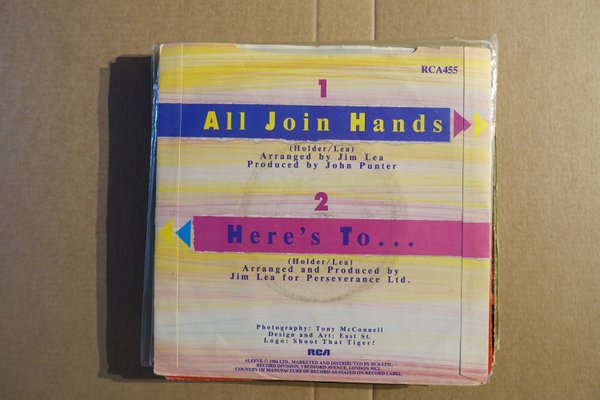 RCA455
1
All Join Hands
(Holder/Lea)
Arranged by Jim Lea
Produced by John Punter
2
Here's To...
(Holder/Lea)
Arranged and Produced by
Jim Lea for Perseverance Ltd.
Photography: Tony McConnell
Design and Art: East St.
Logo: Shoot That Tiger!
RCA
SLEEVE © 1984 LTD., MARKETED AND DISTRIBUTED BY RCA LTD.,
RECORD DIVISION, 1 BEDFORD AVENUE, LONDON WC1.
COUNTRY OF MANUFACTURE OF RECORD AS STATED ON RECORD LABEL.